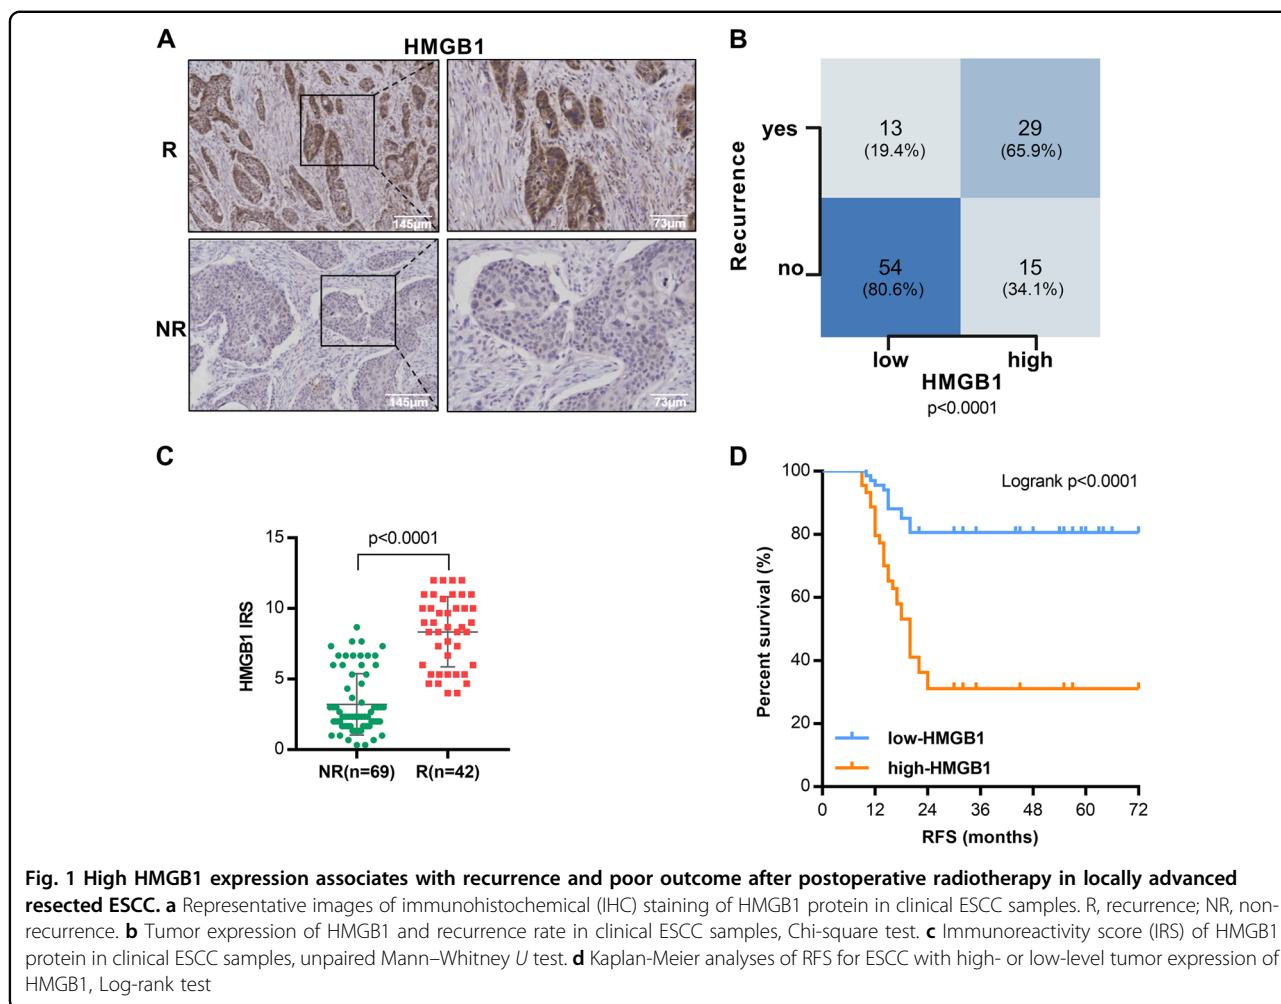 A
HMGB1
R
145µm
73µm
NR
145µm
73µm
B
Recurrence
yes
no
13
(19.4%)
29
(65.9%)
54
(80.6%)
15
(34.1%)
low
high
HMGB1
p<0.0001
C
HMGB1 IRS
15
10
5
0
p<0.0001
NR(n=69)
R(n=42)
D
Percent survival (%)
100
80
60
40
20
0
Logrank p<0.0001
low-HMGB1
high-HMGB1
0 12 24 36 48 60 72
RFS (months)
Fig. 1 High HMGB1 expression associates with recurrence and poor outcome after postoperative radiotherapy in locally advanced
resected ESCC. a Representative images of immunohistochemical (IHC) staining of HMGB1 protein in clinical ESCC samples. R, recurrence; NR, non-
recurrence. b Tumor expression of HMGB1 and recurrence rate in clinical ESCC samples, Chi-square test. c Immunoreactivity score (IRS) of HMGB1
protein in clinical ESCC samples, unpaired Mann–Whitney U test. d Kaplan-Meier analyses of RFS for ESCC with high- or low-level tumor expression of
HMGB1, Log-rank test